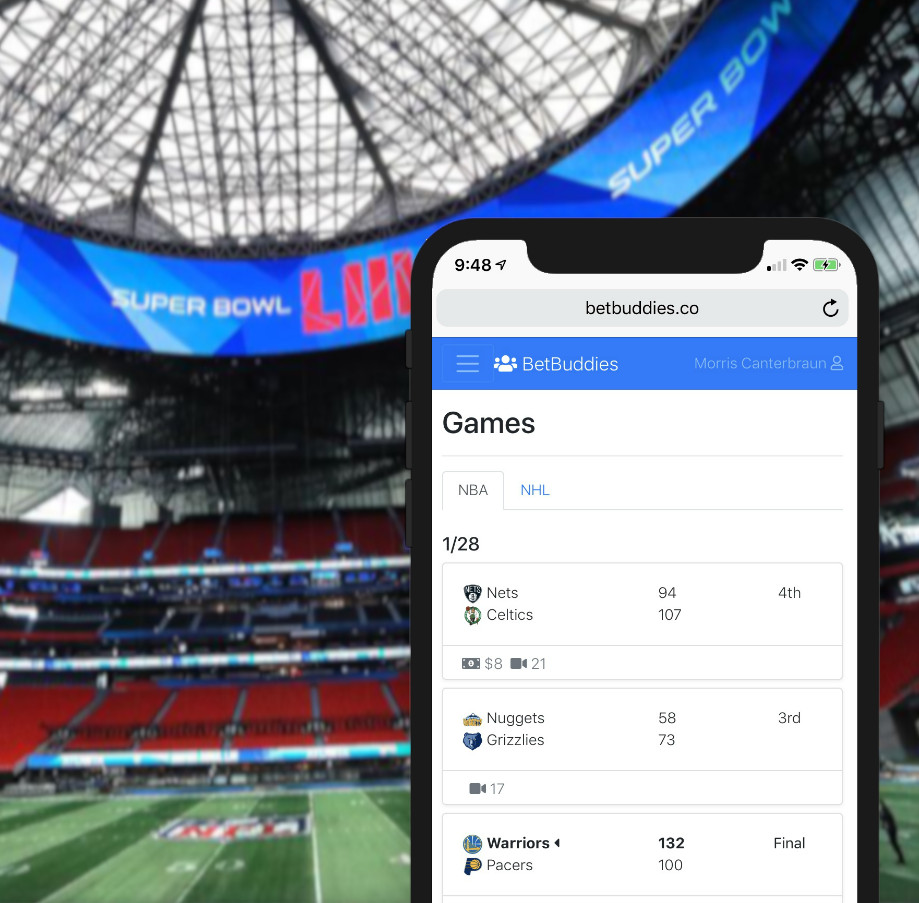 SUPER BOWL
SUPER BOWL LIII
9:48
betbuddies.co
BetBuddies
Morris Canterbraun
Games
NBA
NHL
1/28
Nets 94 4th
Celtics 107
$8 21
Nuggets 58 3rd
Grizzlies 73
17
Warriors 132 Final
Pacers 100
NFL